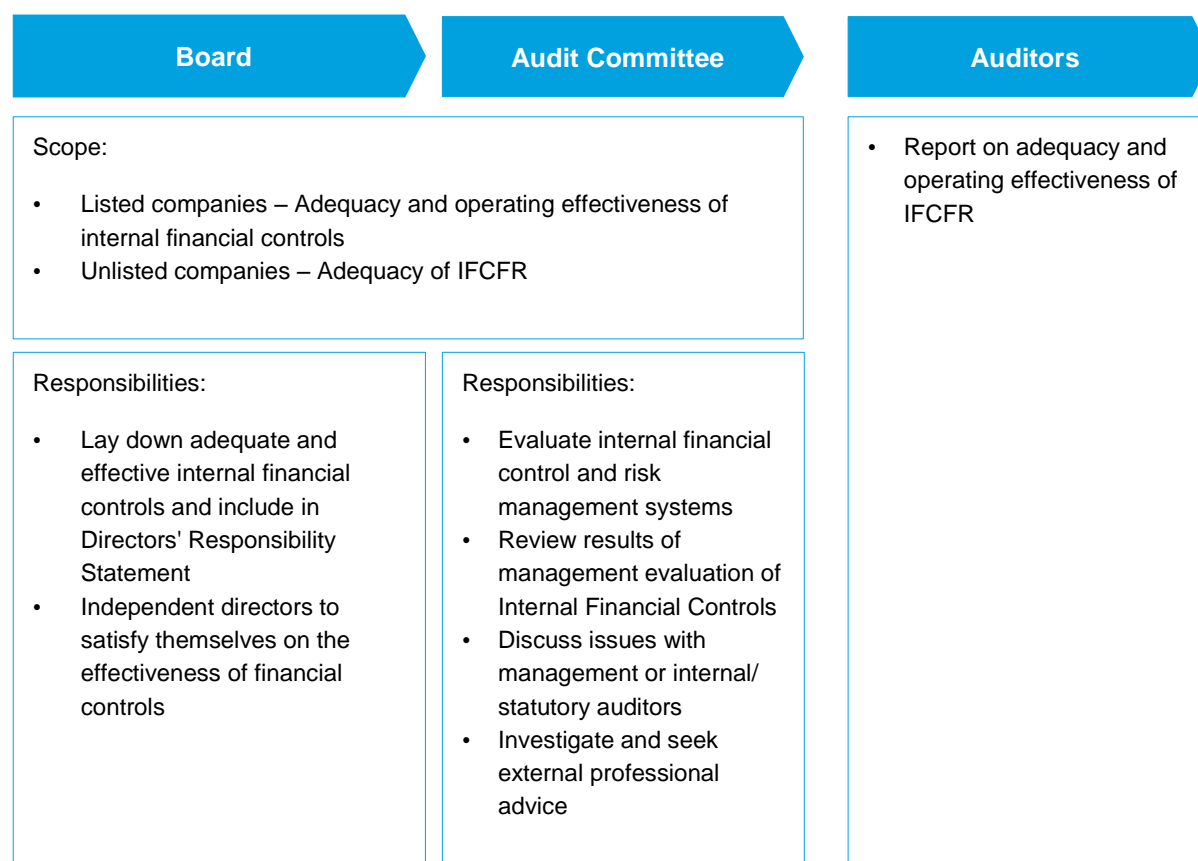 Board
Audit Committee
Auditors
Scope:
• Listed companies – Adequacy and operating effectiveness of
internal financial controls
• Unlisted companies – Adequacy of IFCFR
• Report on adequacy and
operating effectiveness of
IFCFR
Responsibilities:
• Lay down adequate and
effective internal financial
controls and include in
Directors' Responsibility
Statement
• Independent directors to
satisfy themselves on the
effectiveness of financial
controls
Responsibilities:
• Evaluate internal financial
control and risk
management systems
• Review results of
management evaluation of
Internal Financial Controls
• Discuss issues with
management or internal/
statutory auditors
• Investigate and seek
external professional
advice